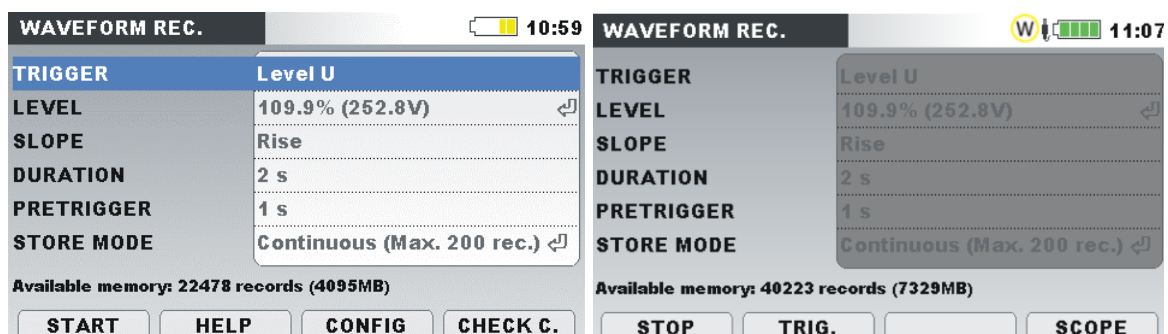 WAVEFORM REC. 10:59
TRIGGER Level U
LEVEL 109.9% (252.8V)
SLOPE Rise
DURATION 2 s
PRETRIGGER 1 s
STORE MODE Continuous (Max. 200 rec.)
Available memory: 22478 records (4095MB)
START HELP CONFIG CHECK C.
WAVEFORM REC. W 11:07
TRIGGER Level U
LEVEL 109.9% (252.8V)
SLOPE Rise
DURATION 2 s
PRETRIGGER 1 s
STORE MODE Continuous (Max. 200 rec.)
Available memory: 40223 records (7329MB)
STOP TRIG. SCOPE